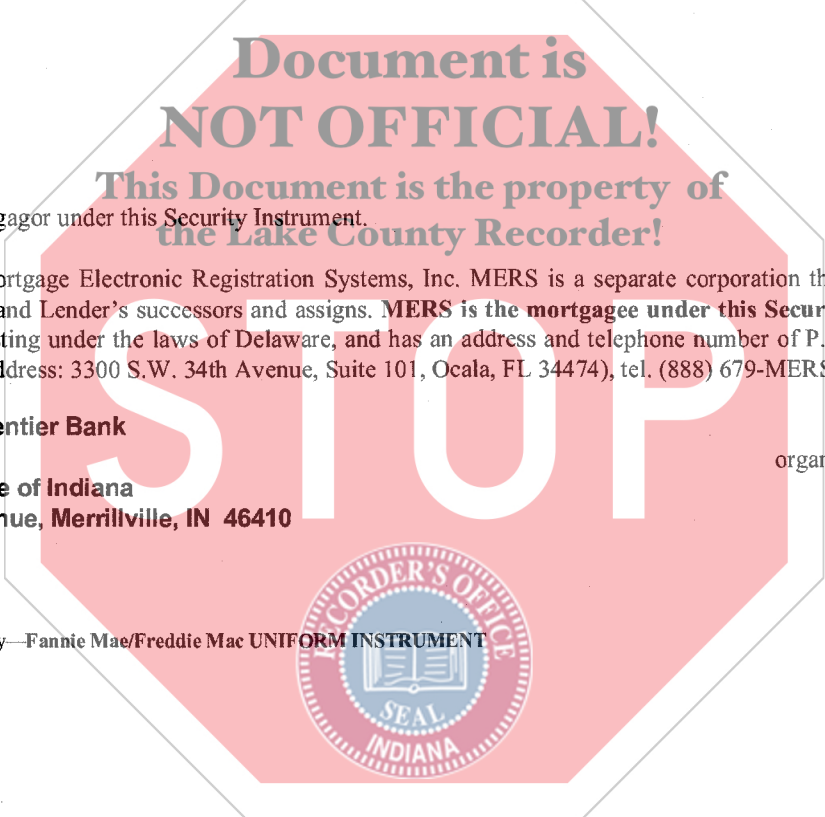 Document is
NOT OFFICIAL!
This Document is the property of
gagor under this Security Instrument.
the Lake County Recorder!
ortgage Electronic Registration Systems, Inc. MERS is a separate corporation th
and Lender's successors and assigns. MERS is the mortgagee under this Secur
ting under the laws of Delaware, and has an address and telephone number of P.
ddress: 3300 S.W. 34th Avenue, Suite 101, Ocala, FL 34474), tel. (888) 679-MERS
STOP
entier Bank
organ
e of Indiana
nue, Merrillville, IN 46410
y—Fannie Mae/Freddie Mac UNIFORM INSTRUMENT
RECORDER'S OFFICE
SEAL
INDIANA